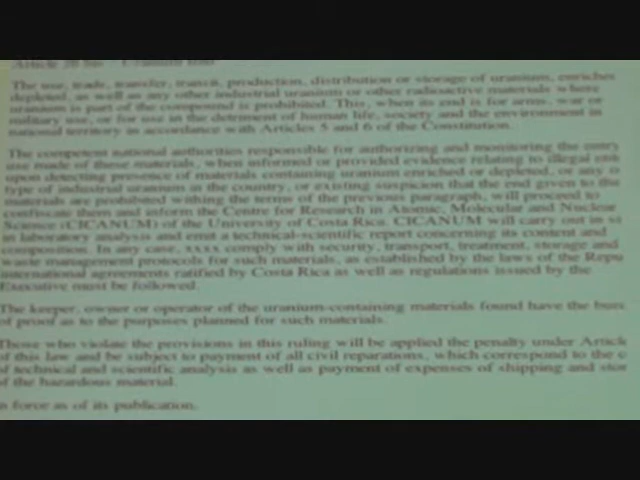 Article 20 bis Uranium ban
The use, trade, transfer, transit, production, distribution or storage of uranium, enriched
depleted, as well as any other industrial uranium or other radioactive materials where
uranium is part of the compound is prohibited. This, when its end is for arms, war or
military use, or for use in the detriment of human life, society and the environment in
national territory in accordance with Articles 5 and 6 of the Constitution.
The competent national authorities responsible for authorizing and monitoring the entry
use made of these materials, when informed or provided evidence relating to illegal
upon detecting presence of materials containing uranium enriched or depleted, or any
type of industrial uranium in the country, or existing suspicion that the end given to the
materials are prohibited withing the terms of the previous paragraph, will proceed to
confiscate them and inform the Centre for Research in Atomic, Molecular and Nuclear
Science (CICANUM) of the University of Costa Rica. CICANUM will carry out in
in laboratory analysis and emit a technical-scientific report concerning its content and
composition. In any case, xxxx comply with security, transport, treatment, storage and
waste management protocols for such materials, as established by the laws of the Repu
international agreements ratified by Costa Rica as well as regulations issued by the
Executive must be followed.
The keeper, owner or operator of the uranium-containing materials found have the
of proof as to the purposes planned for such materials.
Those who violate the provisions in this ruling will be applied the penalty under Article
of this law and be subject to payment of all civil reparations, which correspond to the c
of technical and scientific analysis as well as payment of expenses of shipping and stor
of the hazardous material.
n force as of its publication.